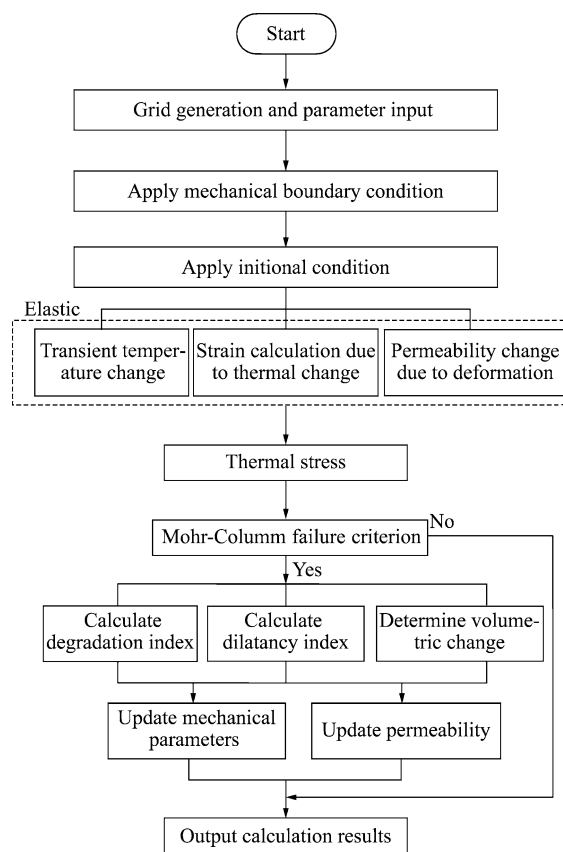 Start
Grid generation and parameter input
Apply mechanical boundary condition
Apply initional condition
Elastic
Transient temper-
ature change
Strain calculation due
to thermal change
Permeability change
due to deformation
Thermal stress
Mohr-Columm failure criterion
No
Yes
Calculate
degradation index
Calculate
dilatancy index
Determine volume-
tric change
Update mechanical
parameters
Update permeability
Output calculation results